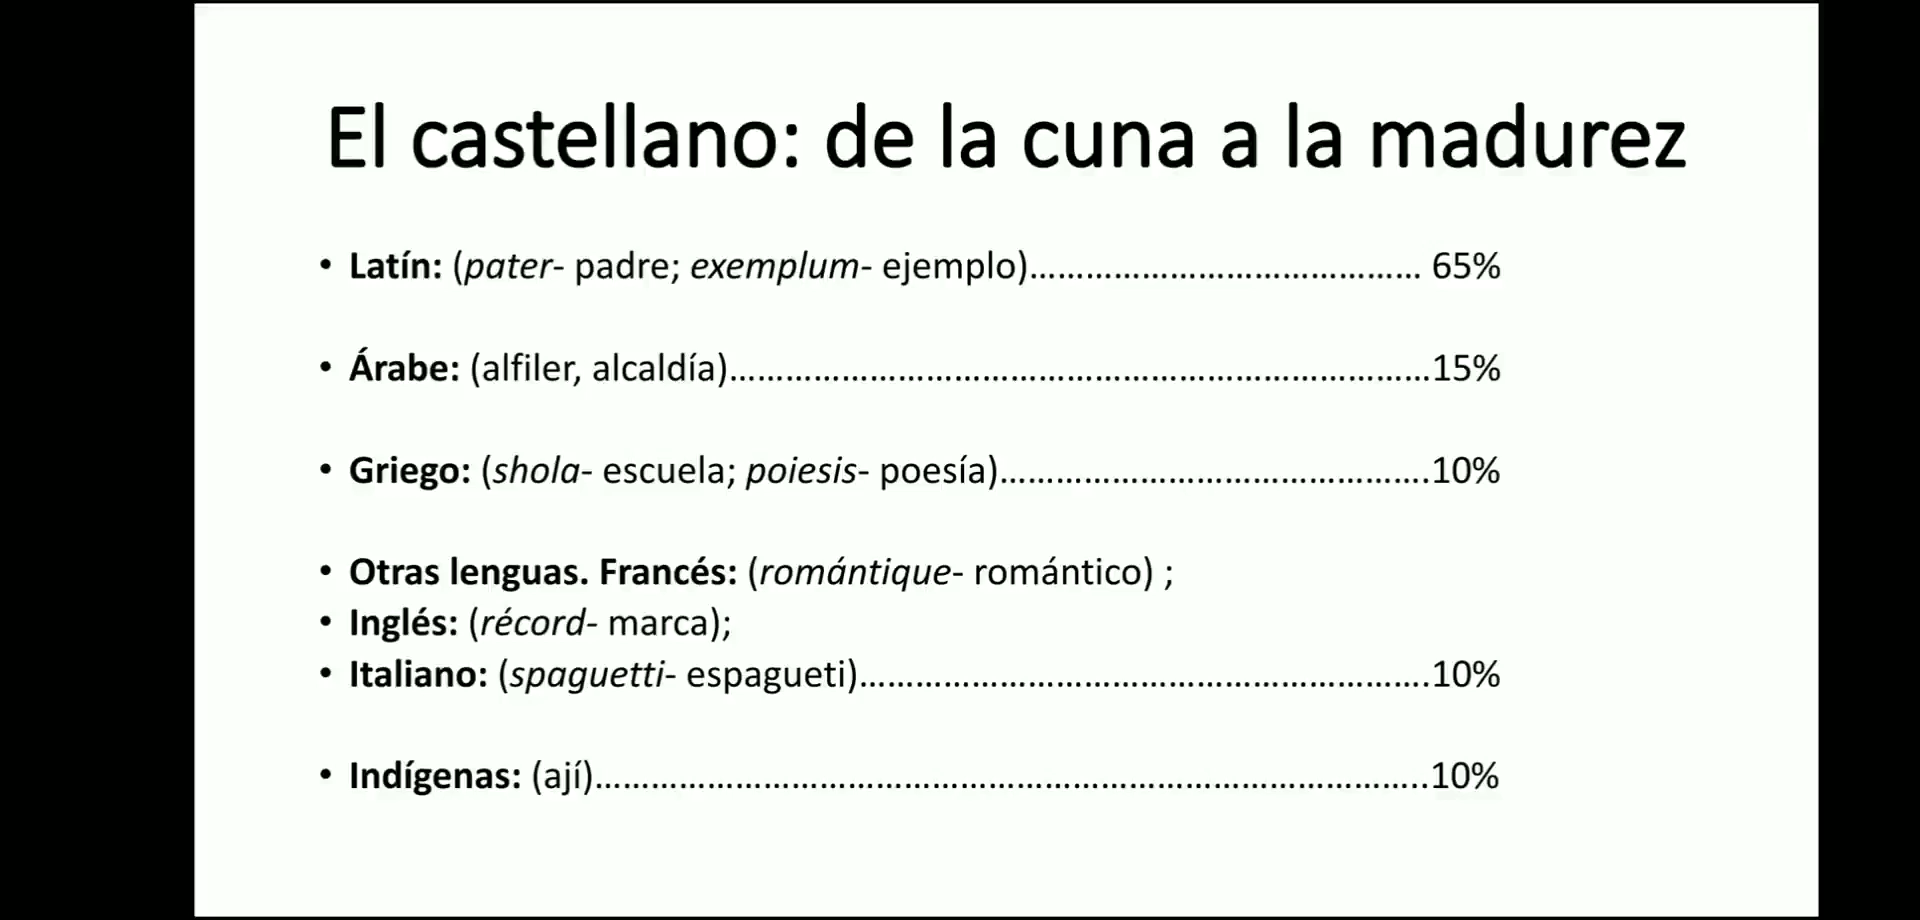 El castellano: de la cuna a la madurez
• Latín: (pater- padre; exemplum- ejemplo)...................................... 65%
• Árabe: (alfiler, alcaldía)......................................................................15%
• Griego: (shola- escuela; poiesis- poesía)..........................................10%
• Otras lenguas. Francés: (romántique- romántico) ;
• Inglés: (récord- marca);
• Italiano: (spaguetti- espagueti)........................................................10%
• Indígenas: (ají)..................................................................................10%